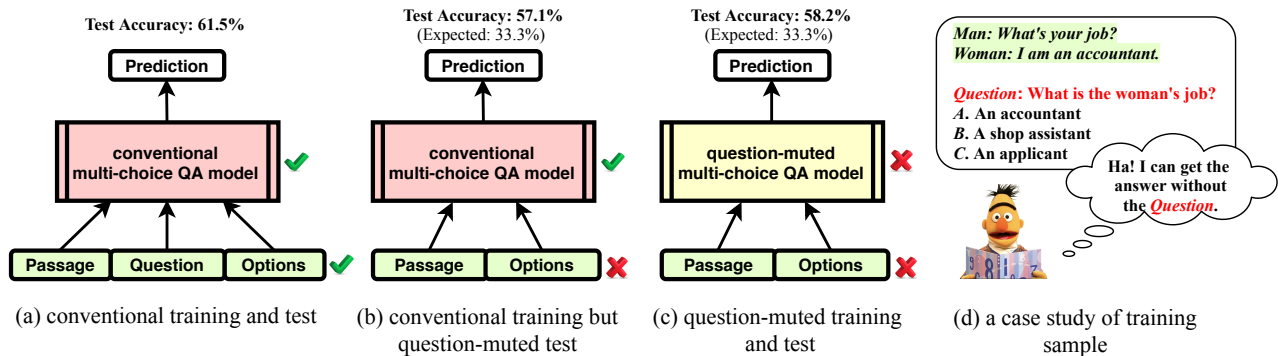 Test Accuracy: 61.5%
Prediction
conventional
multi-choice QA model
Passage
Question
Options
(a) conventional training and test
Test Accuracy: 57.1%
(Expected: 33.3%)
Prediction
conventional
multi-choice QA model
Passage
Options
(b) conventional training but
question-muted test
Test Accuracy: 58.2%
(Expected: 33.3%)
Prediction
question-muted
multi-choice QA model
Passage
Options
(c) question-muted training
and test
Man: What's your job?
Woman: I am an accountant.
Question: What is the woman's job?
A. An accountant
B. A shop assistant
C. An applicant
Ha! I can get the
answer without
the Question.
(d) a case study of training
sample